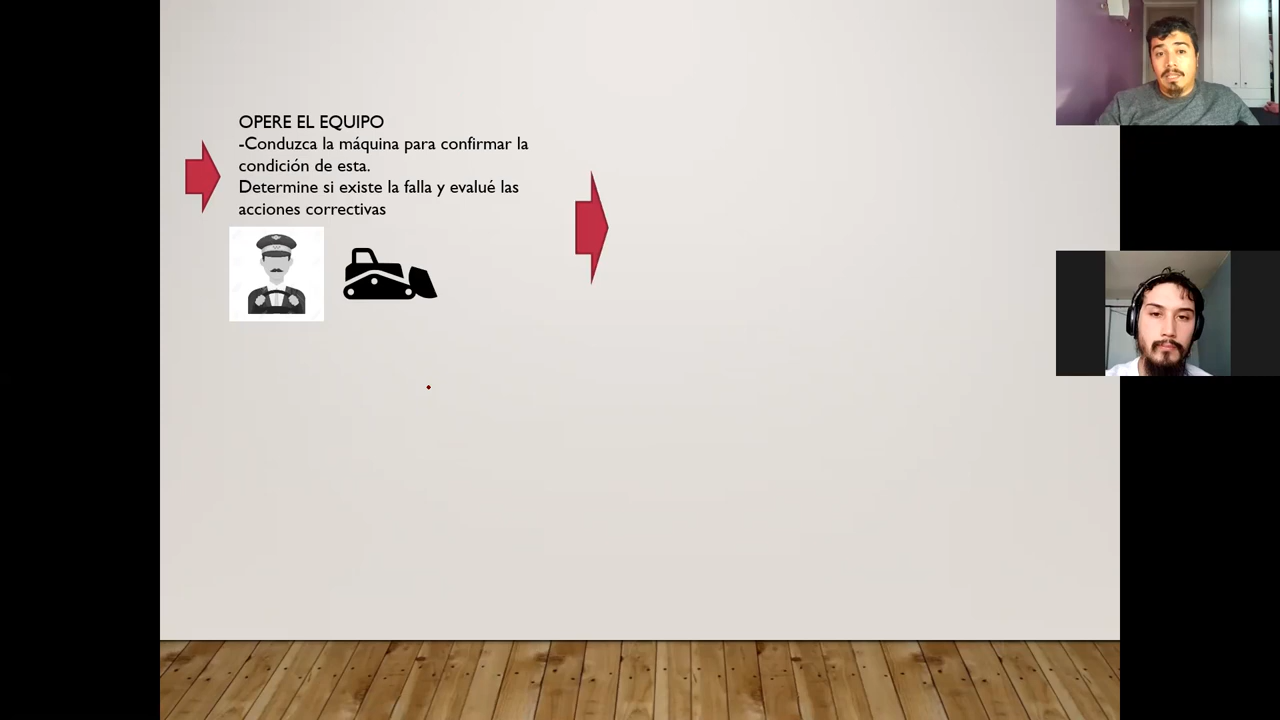 OPERE EL EQUIPO
-Conduzca la máquina para confirmar la
condición de esta.
Determine si existe la falla y evalué las
acciones correctivas